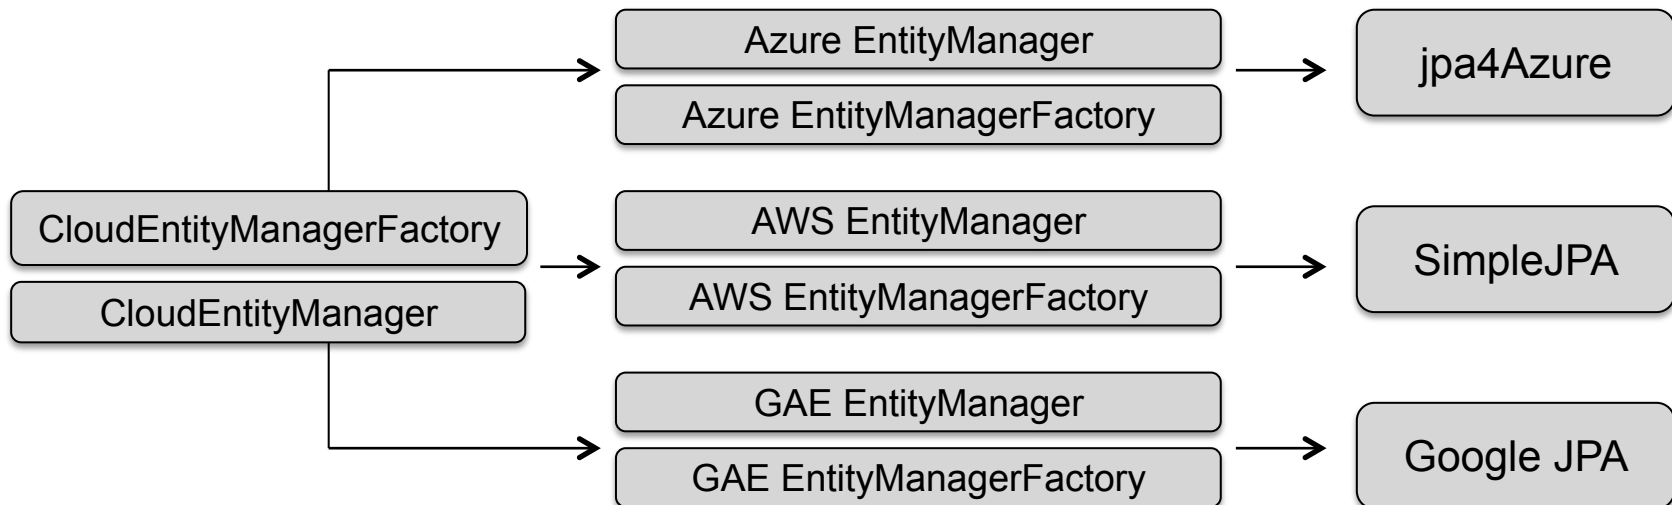 CloudEntityManagerFactory
CloudEntityManager
Azure EntityManager
Azure EntityManagerFactory
jpa4Azure
AWS EntityManager
AWS EntityManagerFactory
SimpleJPA
GAE EntityManager
GAE EntityManagerFactory
Google JPA